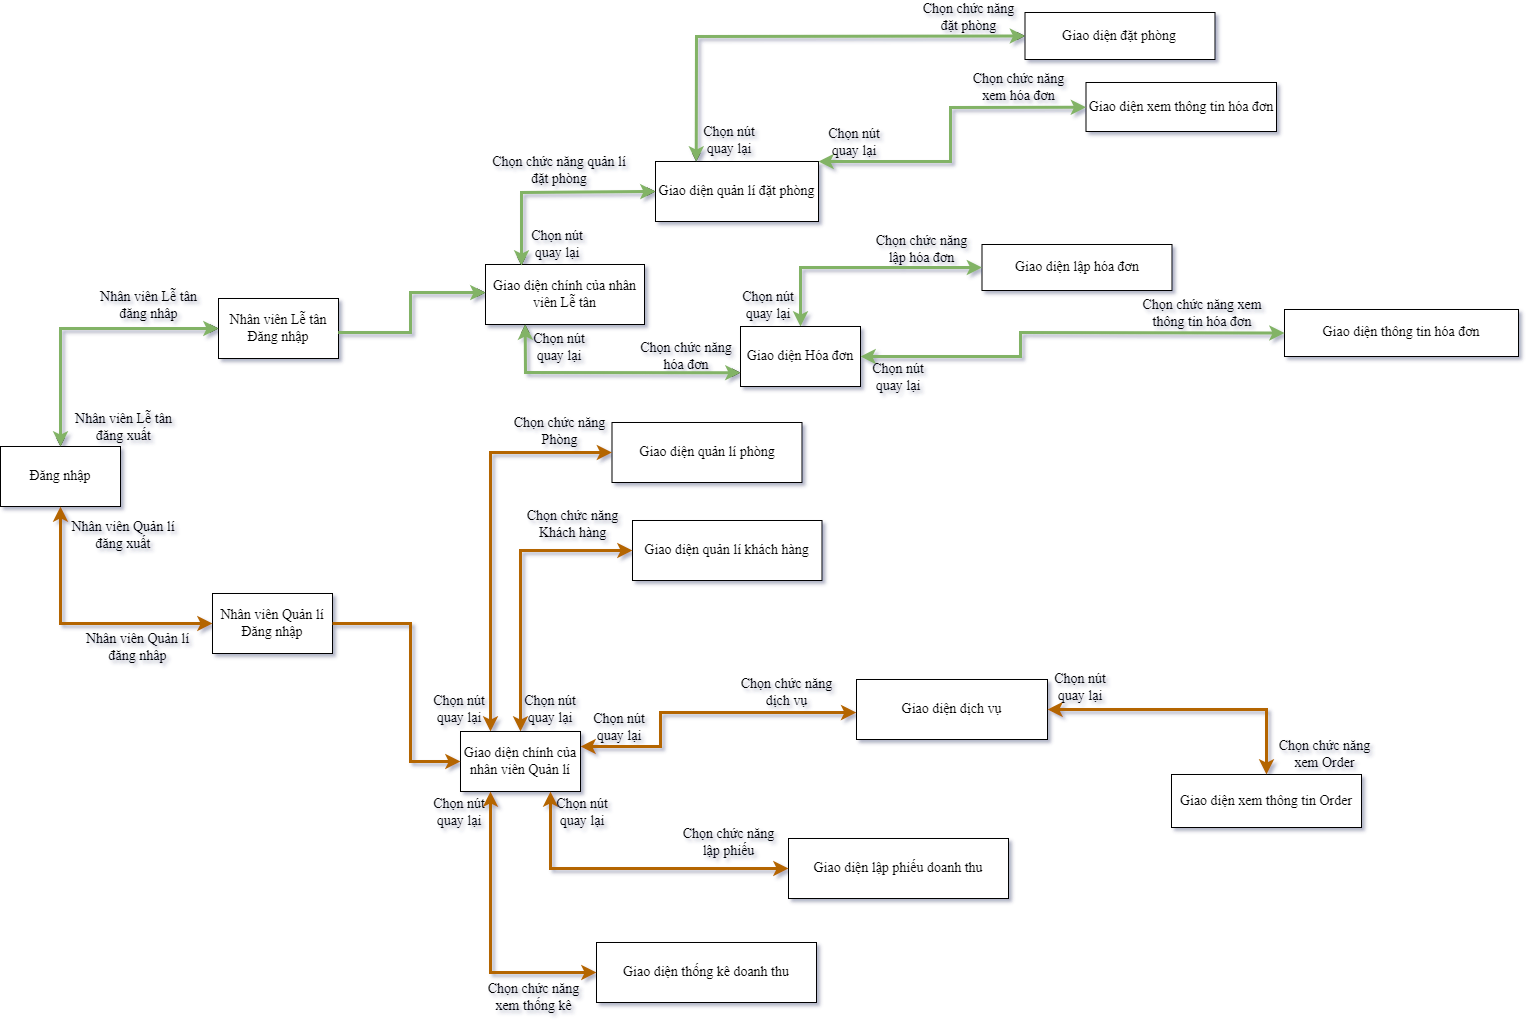 Chọn chức năng
đặt phòng
Giao diện đặt phòng
Chọn chức năng
xem hóa đơn
Giao diện xem thông tin hóa đơn
Chọn nút
quay lại
Chọn nút
quay lại
Chọn chức năng quản lí
đặt phòng
Giao diện quản lí đặt phòng
Chọn nút
quay lại
Chọn chức năng
lập hóa đơn
Giao diện lập hóa đơn
Giao diện chính của nhân
viên Lễ tân
Nhân viên Lễ tân
đăng nhập
Nhân viên Lễ tân
Đăng nhập
Chọn nút
quay lại
Chọn chức năng xem
thông tin hóa đơn
Giao diện thông tin hóa đơn
Chọn nút
quay lại
Chọn chức năng
hóa đơn
Giao diện Hóa đơn
Chọn nút
quay lại
Nhân viên Lễ tân
đăng xuất
Chọn chức năng
Phòng
Giao diện quản lí phòng
Đăng nhập
Nhân viên Quản lí
đăng xuất
Chọn chức năng
Khách hàng
Giao diện quản lí khách hàng
Nhân viên Quản lí
Đăng nhập
Nhân viên Quản lí
đăng nhập
Chọn chức năng
dịch vụ
Giao diện dịch vụ
Chọn nút
quay lại
Chọn nút
quay lại
Chọn nút
quay lại
Chọn nút
quay lại
Giao diện chính của
nhân viên Quản lí
Chọn chức năng
xem Order
Giao diện xem thông tin Order
Chọn nút
quay lại
Chọn nút
quay lại
Chọn chức năng
lập phiếu
Giao diện lập phiếu doanh thu
Giao diện thống kê doanh thu
Chọn chức năng
xem thống kê